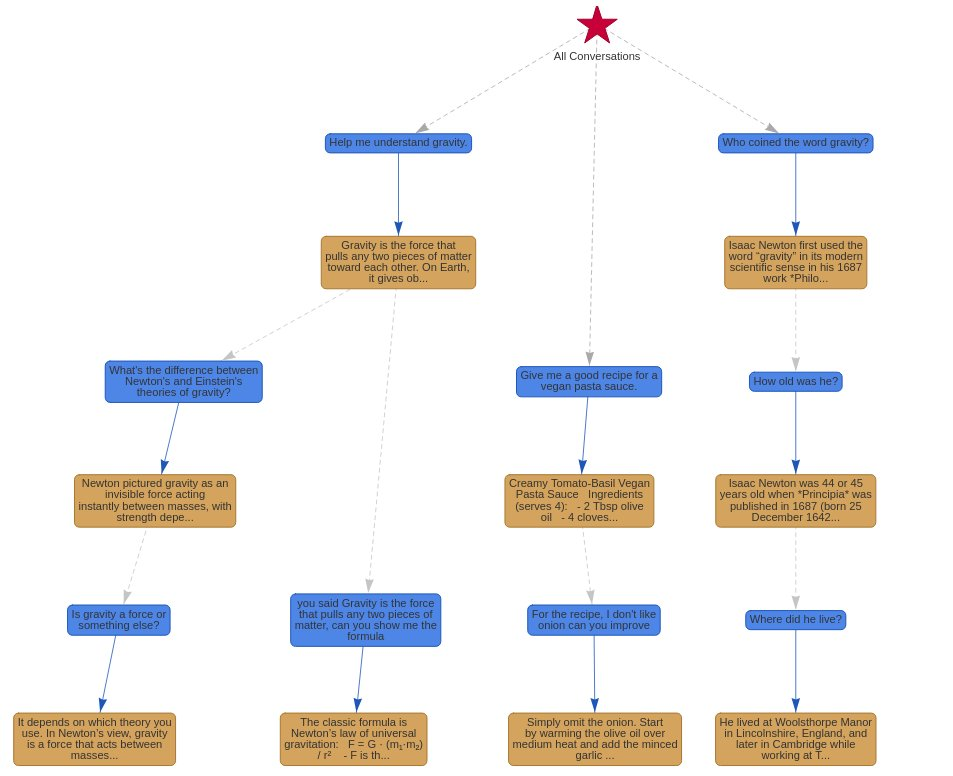 All Conversations
Help me understand gravity.
Who coined the word gravity?
Gravity is the force that
pulls any two pieces of matter
toward each other. On Earth,
it gives ob...
Isaac Newton first used the
word “gravity” in its modern
scientific sense in his 1687
work *Philo...
What's the difference between
Newton's and Einstein's
theories of gravity?
Give me a good recipe for a
vegan pasta sauce.
How old was he?
Newton pictured gravity as an
invisible force acting
instantly between masses, with
strength depe...
Creamy Tomato-Basil Vegan
Pasta Sauce   Ingredients
(serves 4):   - 2 Tbsp olive
oil   - 4 cloves...
Isaac Newton was 44 or 45
years old when *Principia* was
published in 1687 (born 25
December 1642...
Is gravity a force or
something else?
you said Gravity is the force
that pulls any two pieces of
matter, can you show me the
formula
For the recipe, I don't like
onion can you improve
Where did he live?
It depends on which theory you
use. In Newton’s view, gravity
is a force that acts between
masses...
The classic formula is
Newton’s law of universal
gravitation:   F = G · (m₁·m₂)
/ r²    - F is th...
Simply omit the onion. Start
by warming the olive oil over
medium heat and add the minced
garlic ...
He lived at Woolsthorpe Manor
in Lincolnshire, England, and
later in Cambridge while
working at T...